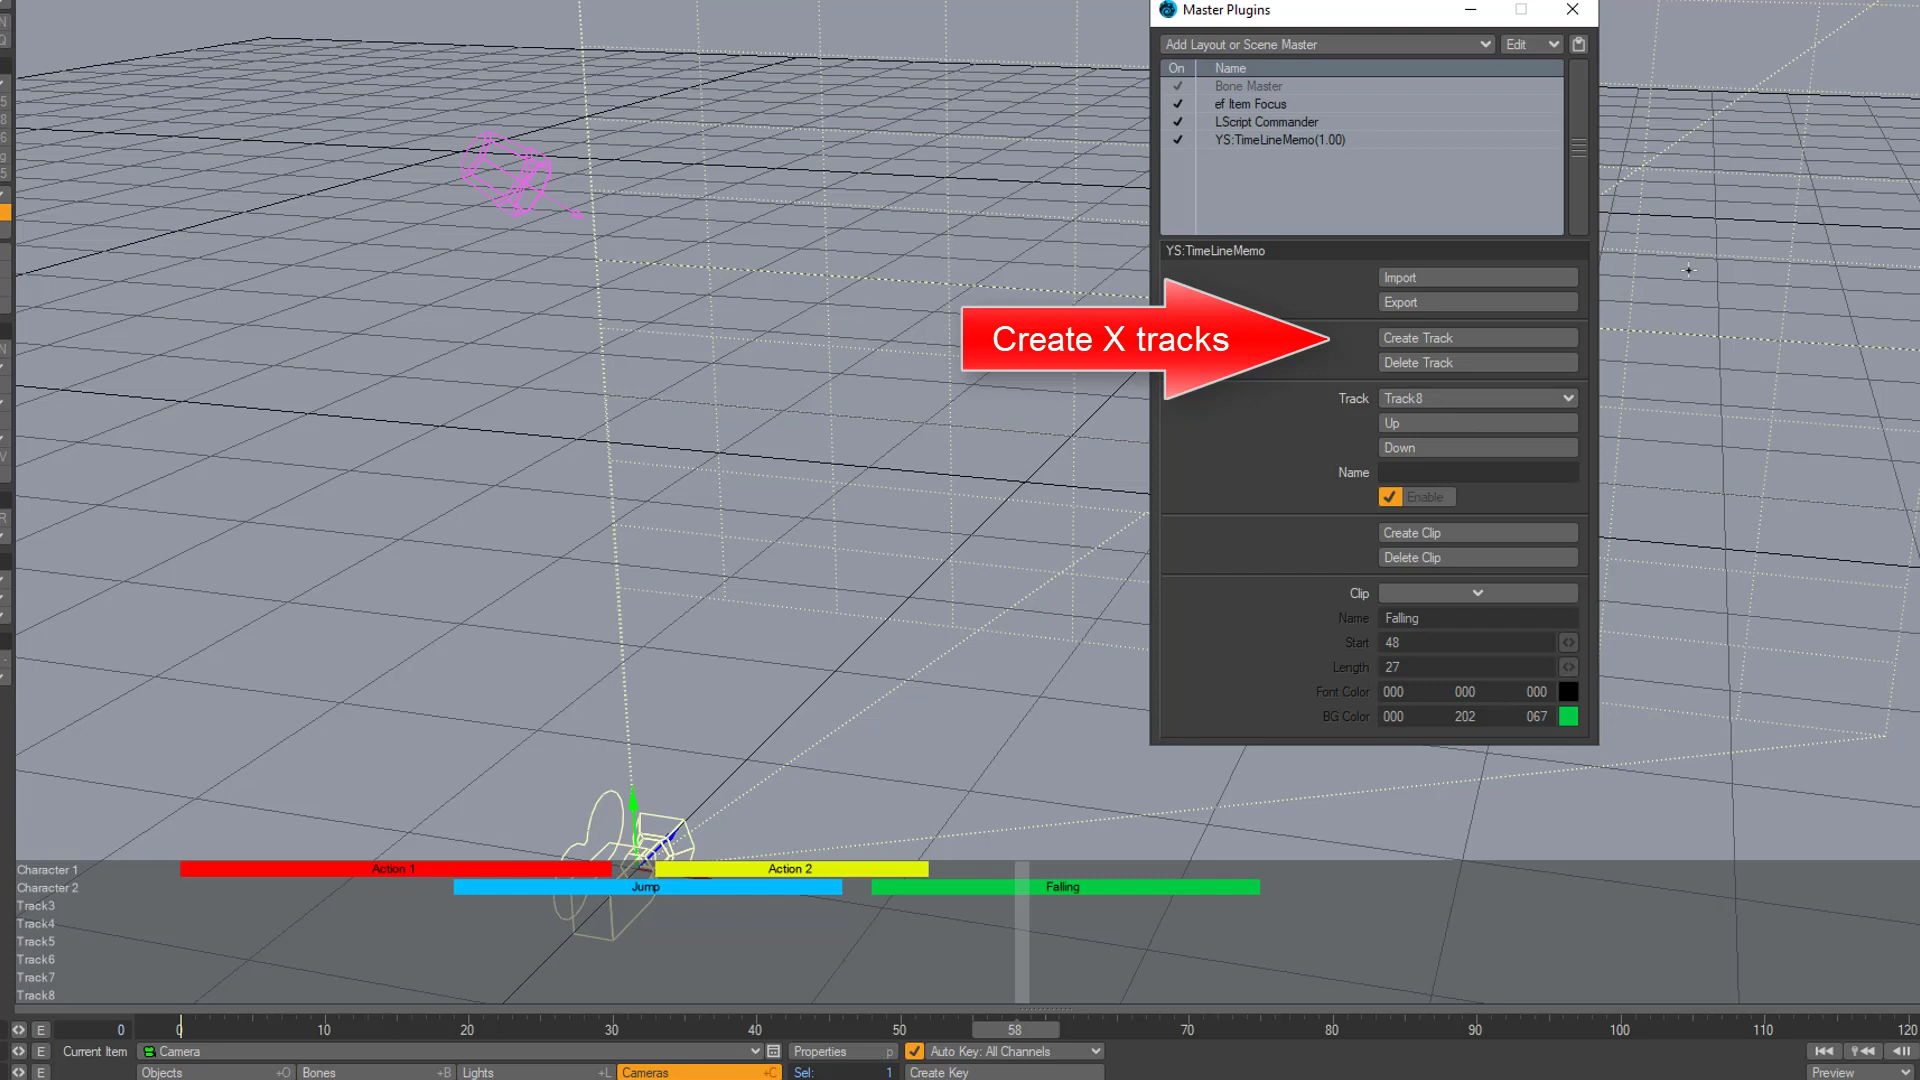 Master Plugins
Add Layout or Scene Master
Edit
On Name
Bone Master
ef Item Focus
LScript Commander
YS:TimeLineMemo(1.00)
YS:TimeLineMemo
Import
Export
Create X tracks
Create Track
Delete Track
Track Track8
Up
Down
Name
Enable
Create Clip
Delete Clip
Clip
Name Falling
Start 48
Length 27
Font Color 000 000 000
BG Color 000 202 067
Character 1 Action 1 Action 2
Character 2 Jump Falling
Track3
Track4
Track5
Track6
Track7
Track8
E 0 0 10 20 30 40 50 58 70 80 90 100 110 120
E Current Item Camera Properties p Auto Key: All Channels
E Objects +O Bones +B Lights +L Cameras +C Sel: 1 Create Key Preview